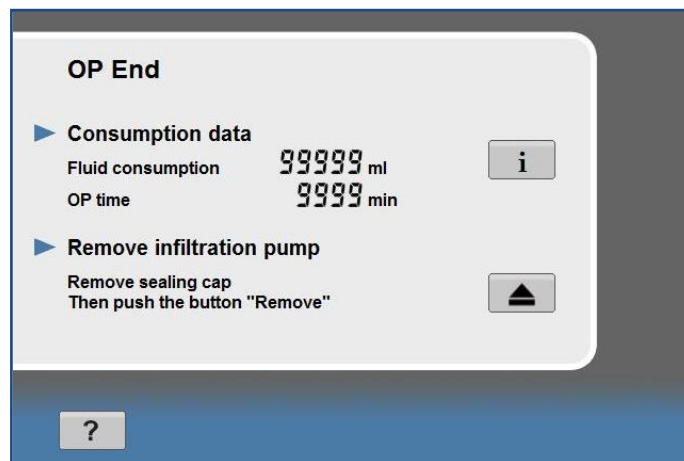 OP End
Consumption data
Fluid consumption 99999 ml
i
OP time 9999 min
Remove infiltration pump
Remove sealing cap
Then push the button "Remove"
?